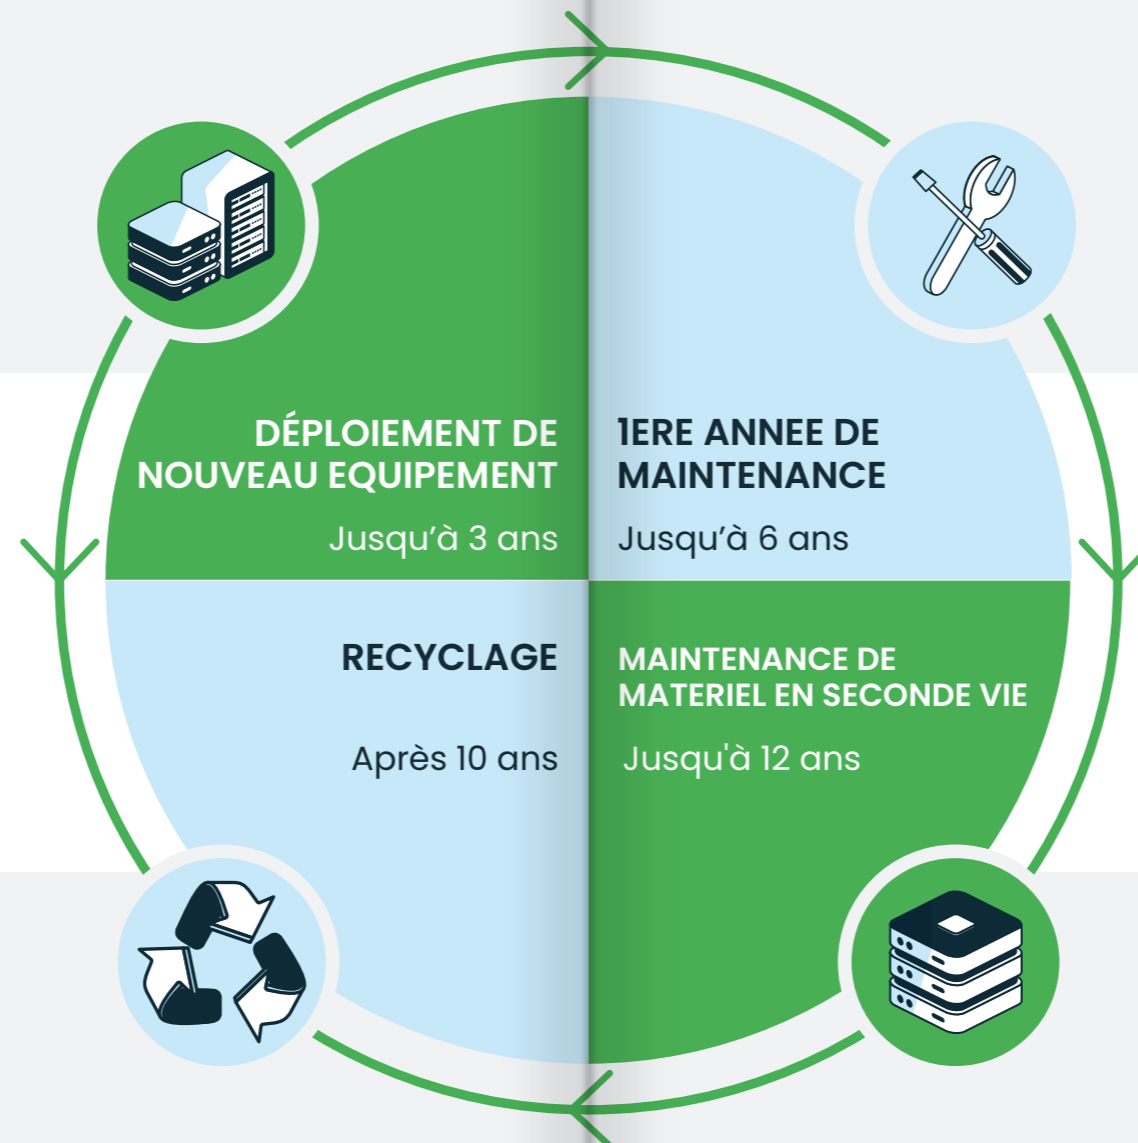 DÉPLOIEMENT DE
NOUVEAU EQUIPEMENT
Jusqu’à 3 ans
1ERE ANNEE DE
MAINTENANCE
Jusqu’à 6 ans
RECYCLAGE
Après 10 ans
MAINTENANCE DE
MATERIEL EN SECONDE VIE
Jusqu'à 12 ans